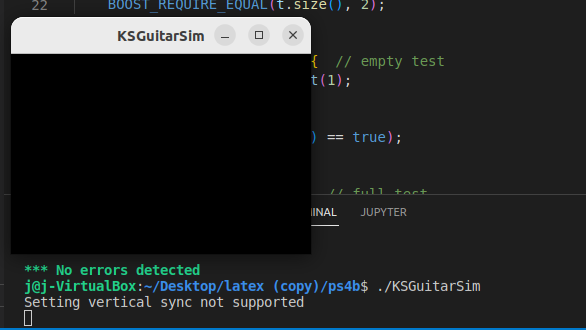 22 BOOST_REQUIRE_EQUAL(t.size(), 2);
KSGuitarSim
{ // empty test
t(1);
) == true);
// full test
MINAL JUPYTER
*** No errors detected
j@j-VirtualBox:~/Desktop/latex (copy)/ps4b$ ./KSGuitarSim
Setting vertical sync not supported